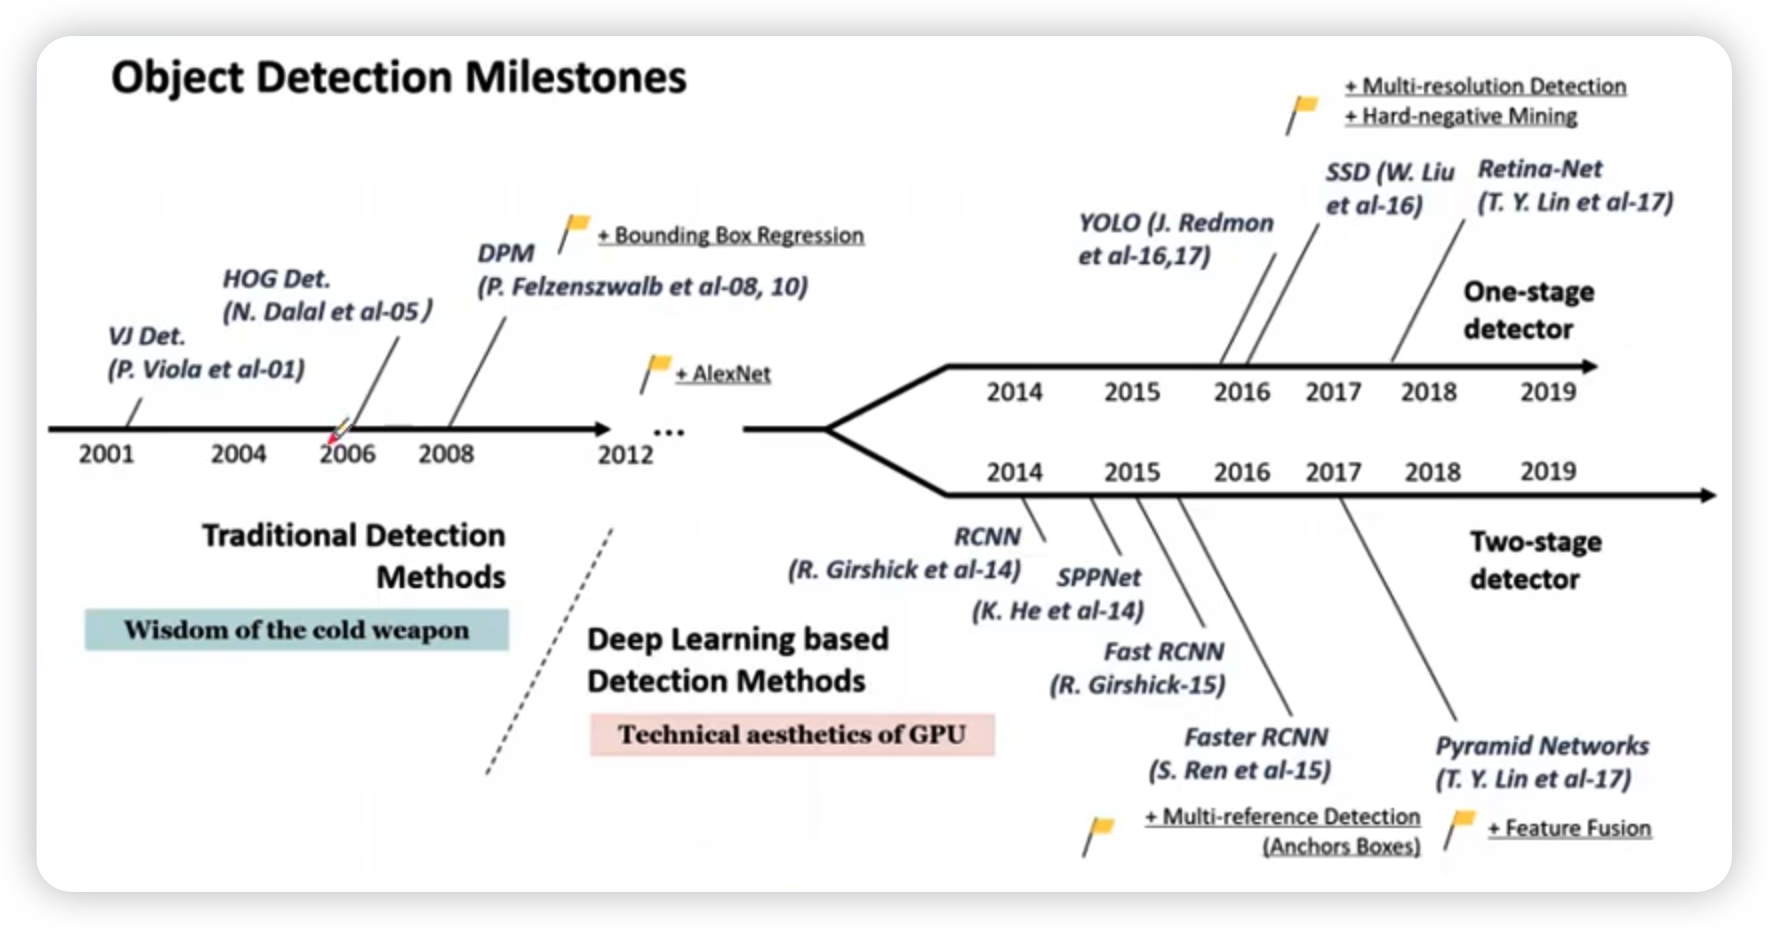 Object Detection Milestones
+ Multi-resolution Detection
+ Hard-negative Mining
SSD (W. Liu
et al-16)
Retina-Net
(T. Y. Lin et al-17)
YOLO (J. Redmon
et al-16,17)
+ Bounding Box Regression
DPM
(P. Felzenszwalb et al-08, 10)
HOG Det.
(N. Dalal et al-05)
VJ Det.
(P. Viola et al-01)
+ AlexNet
One-stage
detector
2014 2015 2016 2017 2018 2019
2001 2004 2006 2008 2012 ...
2014 2015 2016 2017 2018 2019
Traditional Detection
Methods
Wisdom of the cold weapon
Deep Learning based
Detection Methods
Technical aesthetics of GPU
RCNN
(R. Girshick et al-14)
SPPNet
(K. He et al-14)
Fast RCNN
(R. Girshick-15)
Faster RCNN
(S. Ren et al-15)
+ Multi-reference Detection
(Anchors Boxes)
Two-stage
detector
Pyramid Networks
(T. Y. Lin et al-17)
+ Feature Fusion